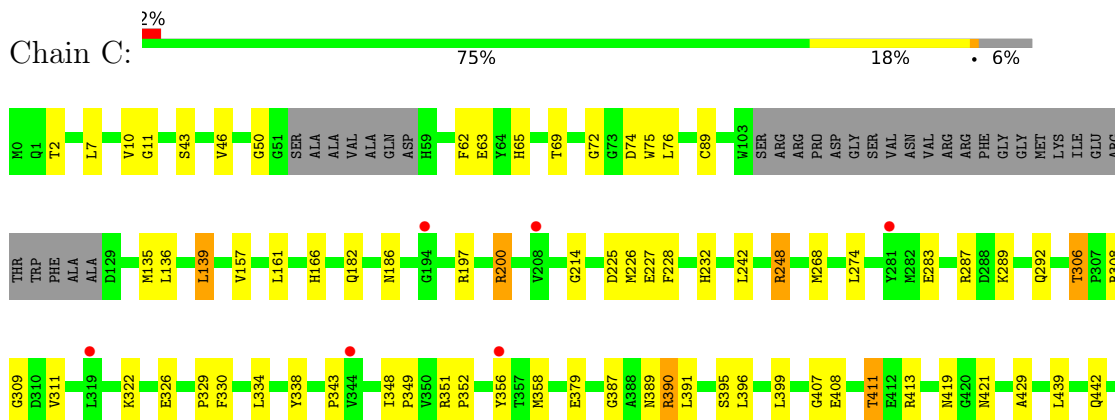 2%
Chain C:
75% 18% • 6%
M0 Q1 T2 L7 V10 G11 S43 V46 G50 G51 SER ALA ALA VAL ALA GLN ASP H59 F62 E63 Y64 H65 T69 G72 G73 D74 W75 L76 C89 W103 SER ARG ARG PRO ASP GLY SER VAL ASN VAL ARG ARG PHE GLY GLY MET LYS ILE GLU ARG
THR TRP PHE ALA ALA D129 M135 L136 L139 V157 L161 H166 Q182 N186 G194 R197 R200 V208 G214 D225 M226 E227 F228 H232 L242 R248 M268 L274 Y281 M282 E283 R287 D288 K289 Q292 T306 P307 R308
G309 D310 V311 L319 K322 E326 P329 F330 L334 Y338 P343 V344 I348 P349 V350 R351 P352 Y356 T357 M358 E379 G387 A388 N389 R390 L391 S395 L396 L399 G407 E408 T411 E412 R413 N419 G420 N421 A429 L439 Q442